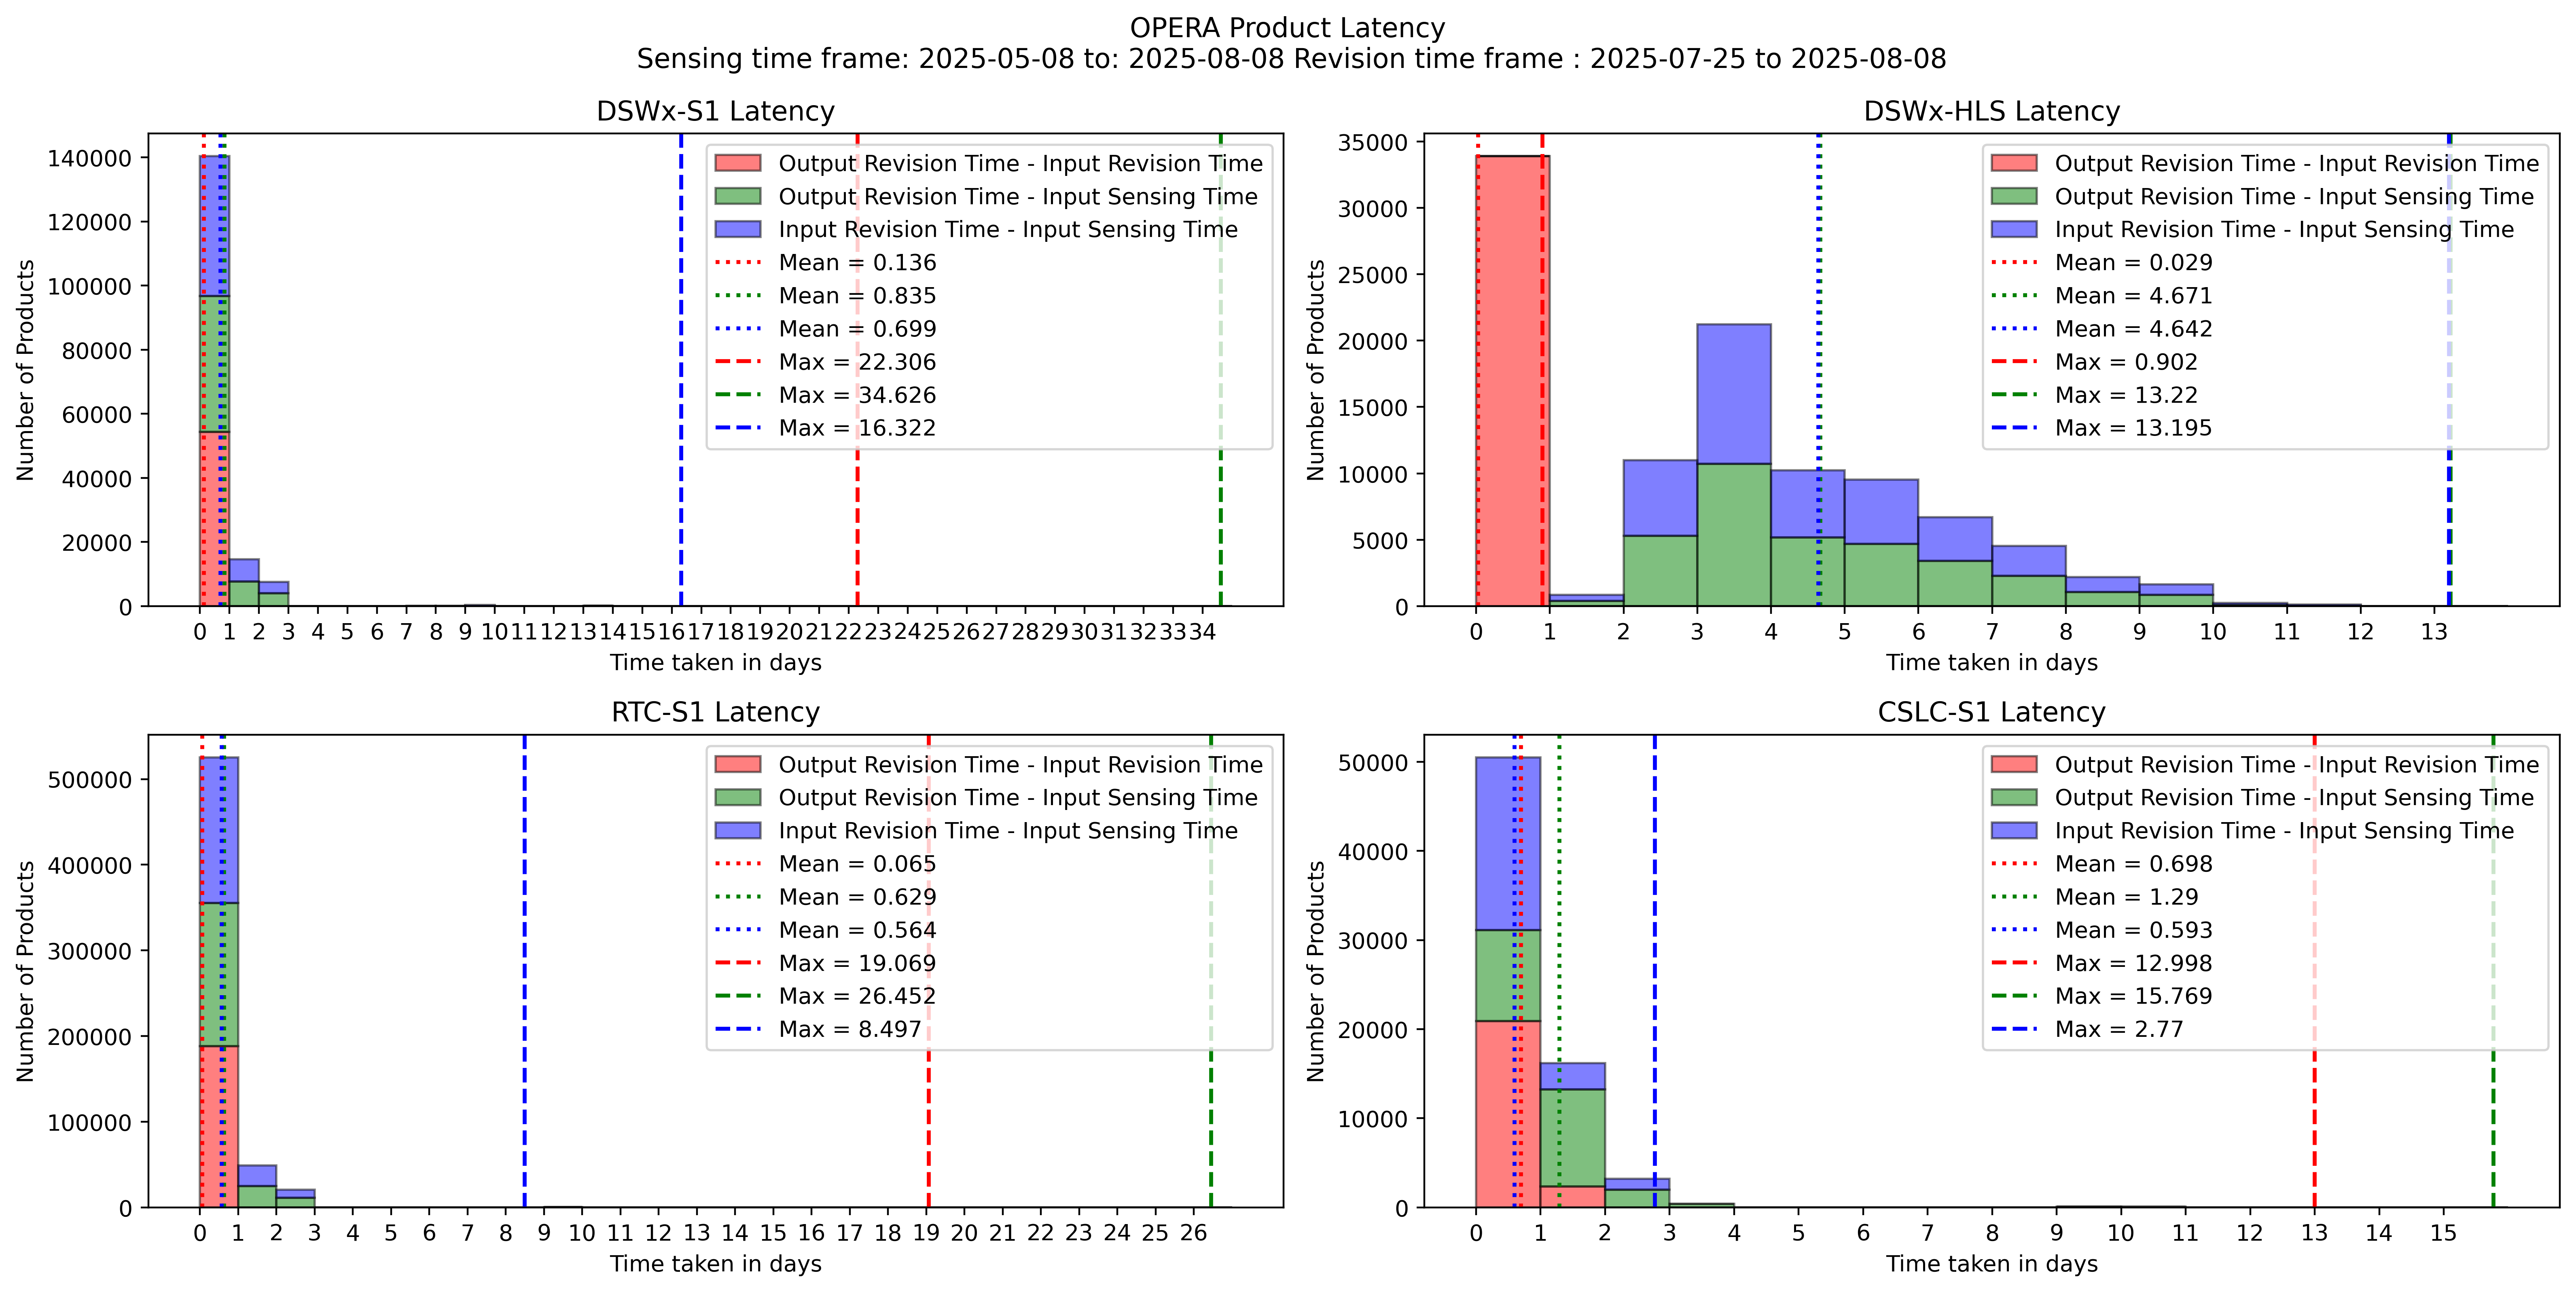 OPERA Product Latency
Sensing time frame: 2025-05-08 to: 2025-08-08 Revision time frame : 2025-07-25 to 2025-08-08
DSWx-S1 Latency
Number of Products
140000
120000
100000
80000
60000
40000
20000
0
Output Revision Time - Input Revision Time
Output Revision Time - Input Sensing Time
Input Revision Time - Input Sensing Time
Mean = 0.136
Mean = 0.835
Mean = 0.699
Max = 22.306
Max = 34.626
Max = 16.322
0 1 2 3 4 5 6 7 8 9 10 11 12 13 14 15 16 17 18 19 20 21 22 23 24 25 26 27 28 29 30 31 32 33 34
Time taken in days
DSWx-HLS Latency
Number of Products
35000
30000
25000
20000
15000
10000
5000
0
Output Revision Time - Input Revision Time
Output Revision Time - Input Sensing Time
Input Revision Time - Input Sensing Time
Mean = 0.029
Mean = 4.671
Mean = 4.642
Max = 0.902
Max = 13.22
Max = 13.195
0 1 2 3 4 5 6 7 8 9 10 11 12 13
Time taken in days
RTC-S1 Latency
Number of Products
500000
400000
300000
200000
100000
0
Output Revision Time - Input Revision Time
Output Revision Time - Input Sensing Time
Input Revision Time - Input Sensing Time
Mean = 0.065
Mean = 0.629
Mean = 0.564
Max = 19.069
Max = 26.452
Max = 8.497
0 1 2 3 4 5 6 7 8 9 10 11 12 13 14 15 16 17 18 19 20 21 22 23 24 25 26
Time taken in days
CSLC-S1 Latency
Number of Products
50000
40000
30000
20000
10000
0
Output Revision Time - Input Revision Time
Output Revision Time - Input Sensing Time
Input Revision Time - Input Sensing Time
Mean = 0.698
Mean = 1.29
Mean = 0.593
Max = 12.998
Max = 15.769
Max = 2.77
0 1 2 3 4 5 6 7 8 9 10 11 12 13 14 15
Time taken in days